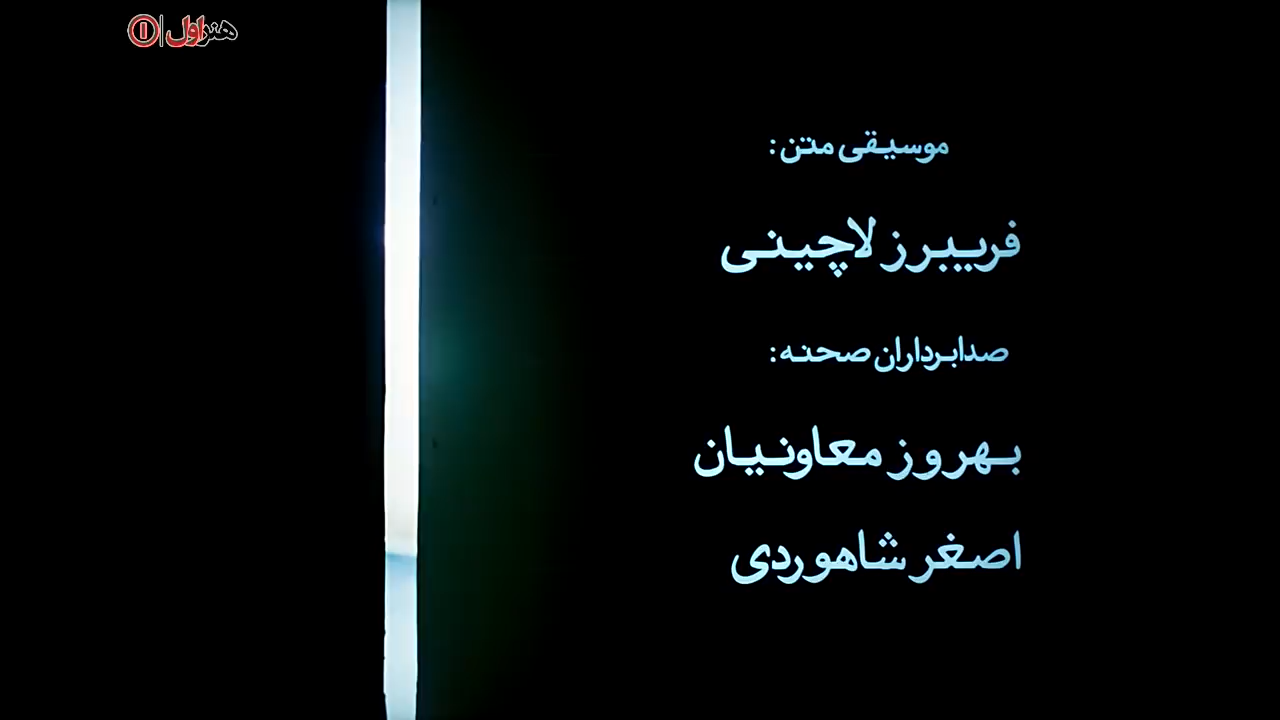 هنر اول
موسیقی متن:
فریبرز لاچینی
صدابرداران صحنه:
بهروز معاونیان
اصغر شاهوردی